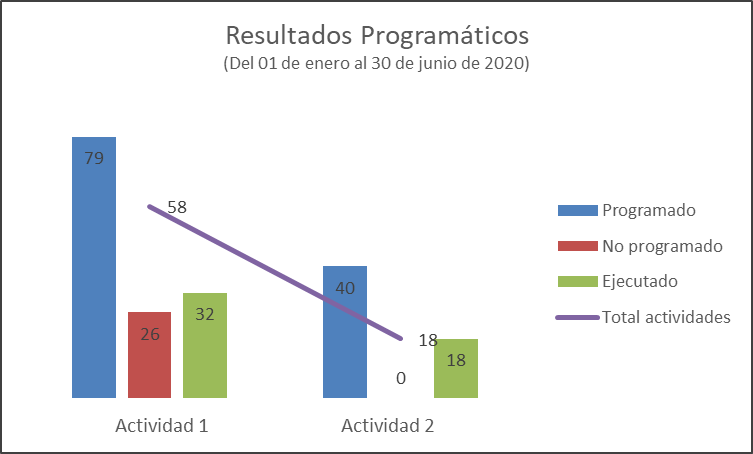 Resultados Programáticos
(Del 01 de enero al 30 de junio de 2020)
79
58
26
32
40
18
0
18
Programado
No programado
Ejecutado
Total actividades
Actividad 1
Actividad 2